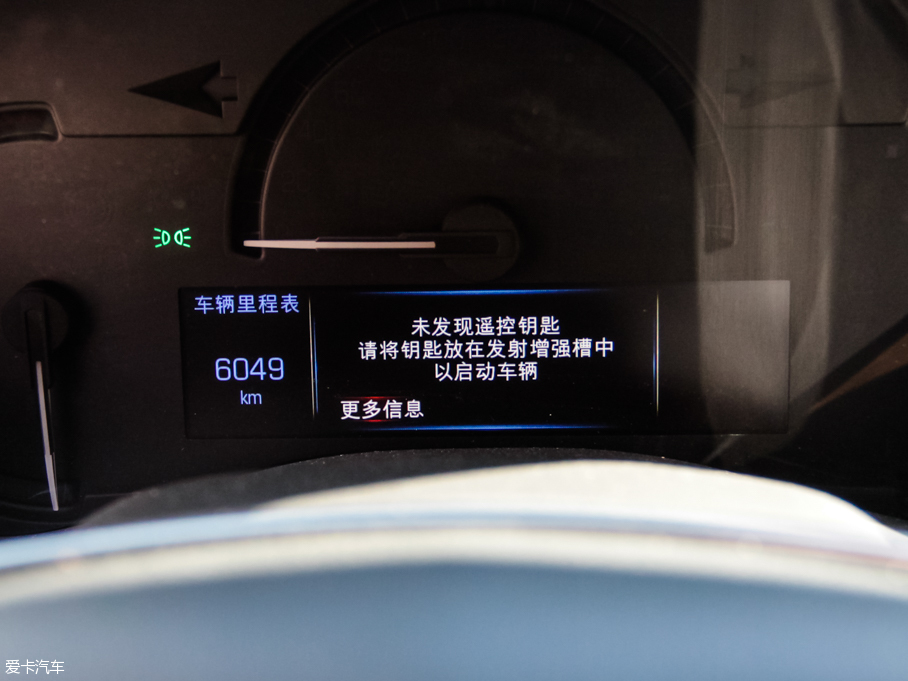 车辆里程表
6049
km
未发现遥控钥匙
请将钥匙放在发射增强槽中
以启动车辆
更多信息
爱卡汽车